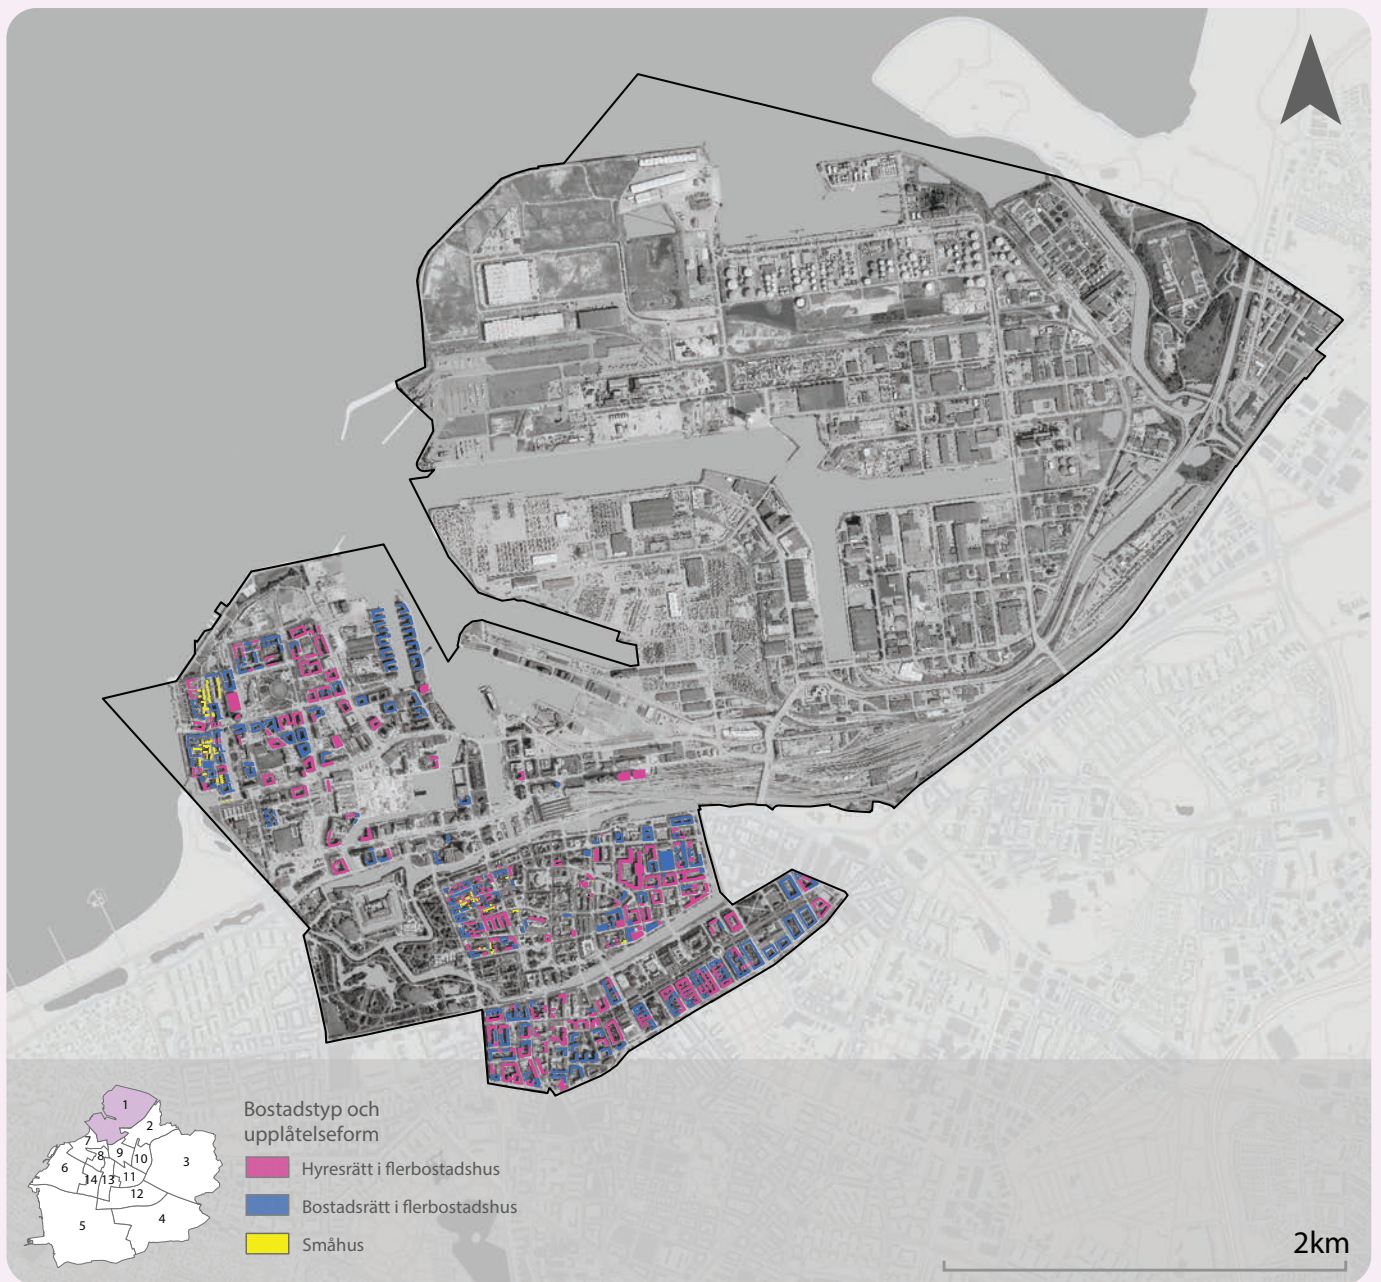 1
2
7
8
9
10
3
6
14
13
11
12
5
4
Bostadstyp och
upplåtelseform
Hyresrätt i flerbostadshus
Bostadsrätt i flerbostadshus
Småhus
2km